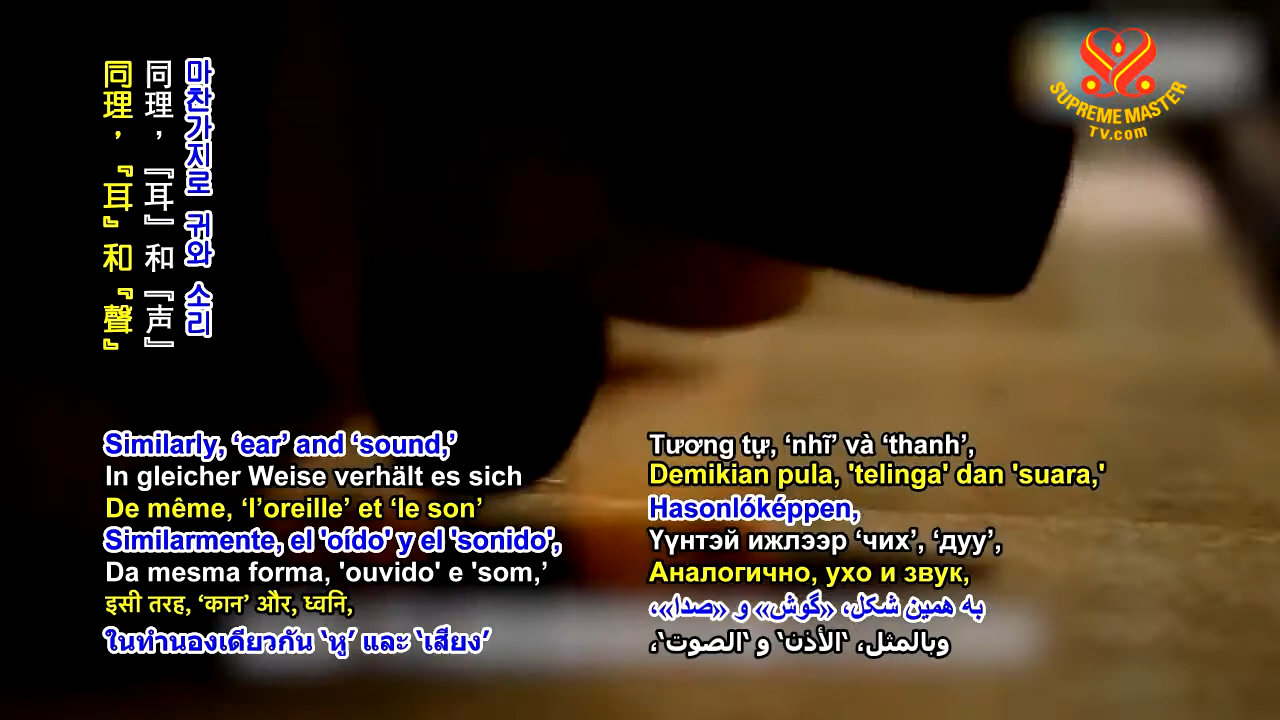 同理，『耳』和『聲』
同理，『耳』和『声』
마찬가지로 귀와 소리
SUPREME MASTER
TV.com
Similarly, ‘ear’ and ‘sound,’
In gleicher Weise verhält es sich
De même, ‘l’oreille’ et ‘le son’
Similarmente, el 'oído' y el 'sonido',
Da mesma forma, 'ouvido' e 'som,’
इसी तरह, ‘कान’ और, ध्वनि,
ในทำนองเดียวกัน ‘หู’ และ ‘เสียง’
Tương tự, ‘nhĩ’ và ‘thanh’,
Demikian pula, 'telinga' dan 'suara,'
Hasonlóképpen,
Үүнтэй ижлээр ‘чих’, ‘дуу’,
Аналогично, ухо и звук,
به همین شکل، «گوش» و «صدا»،
وبالمثل، ‘الأذن’ و ‘الصوت’،